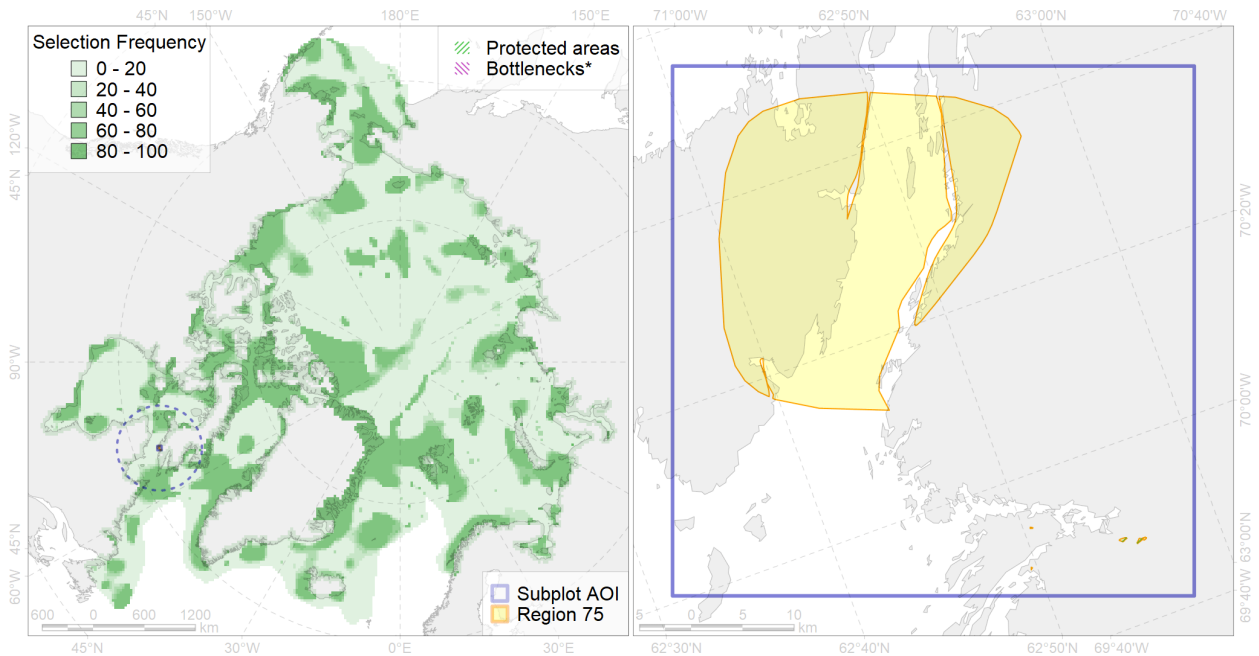 45°N 150°W 180°E 150°E
71°00'W 62°50'N 63°00'N 70°40'W
Selection Frequency
0 - 20
20 - 40
40 - 60
60 - 80
80 - 100
Protected areas
Bottlenecks*
120°W
45°N
90°W
45°N
60°W
70°20'W
70°00'W
63°00'N
69°40'W
Subplot AOI
Region 75
600 0 600 1200
km
5 0 5 10
km
45°W 30°W 0°E 30°E
62°30'N 62°40'N 62°50'N 69°40'W